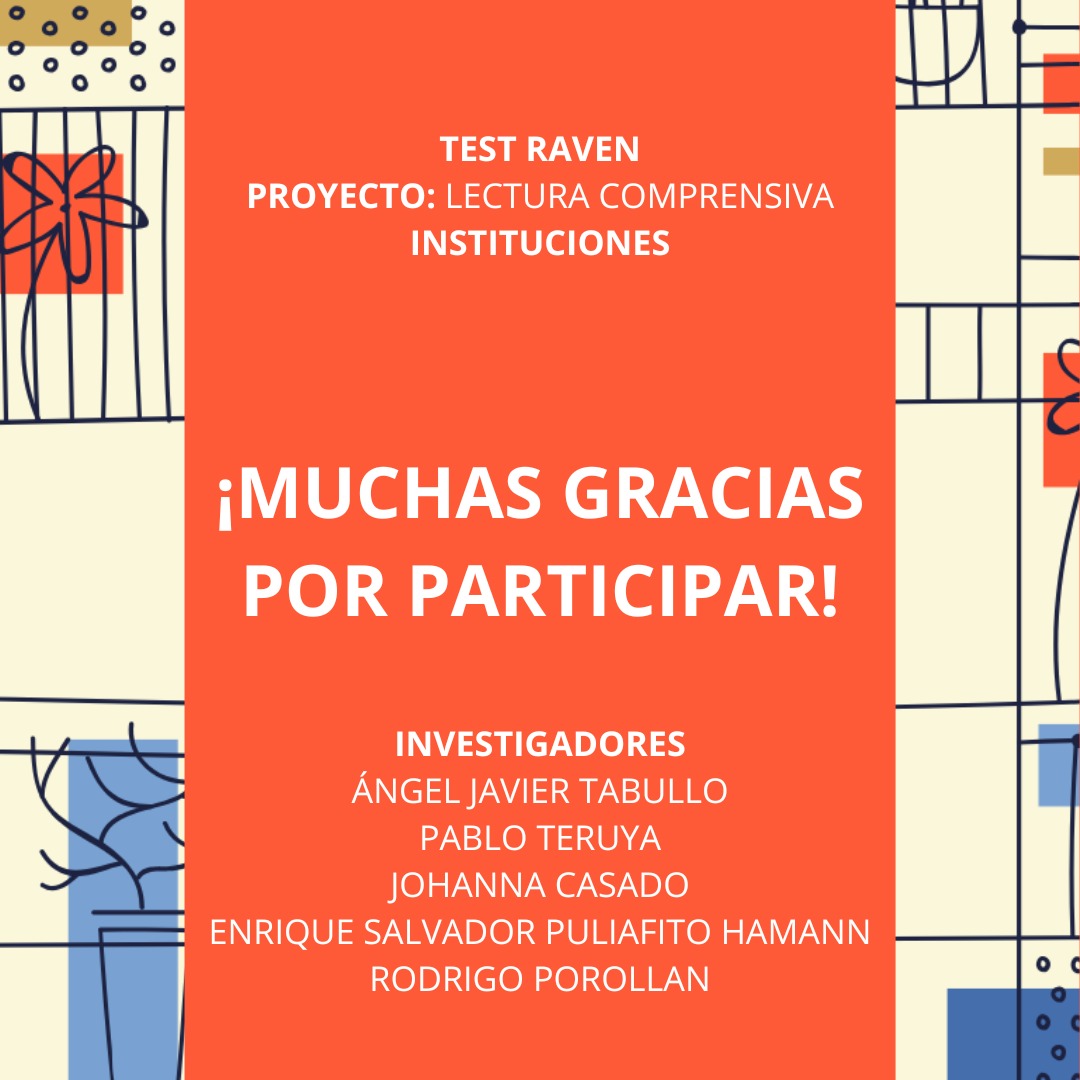 TEST RAVEN
PROYECTO: LECTURA COMPRENSIVA
INSTITUCIONES
¡MUCHAS GRACIAS
POR PARTICIPAR!
INVESTIGADORES
ÁNGEL JAVIER TABULLO
PABLO TERUYA
JOHANNA CASADO
ENRIQUE SALVADOR PULIAFITO HAMANN
RODRIGO POROLLAN